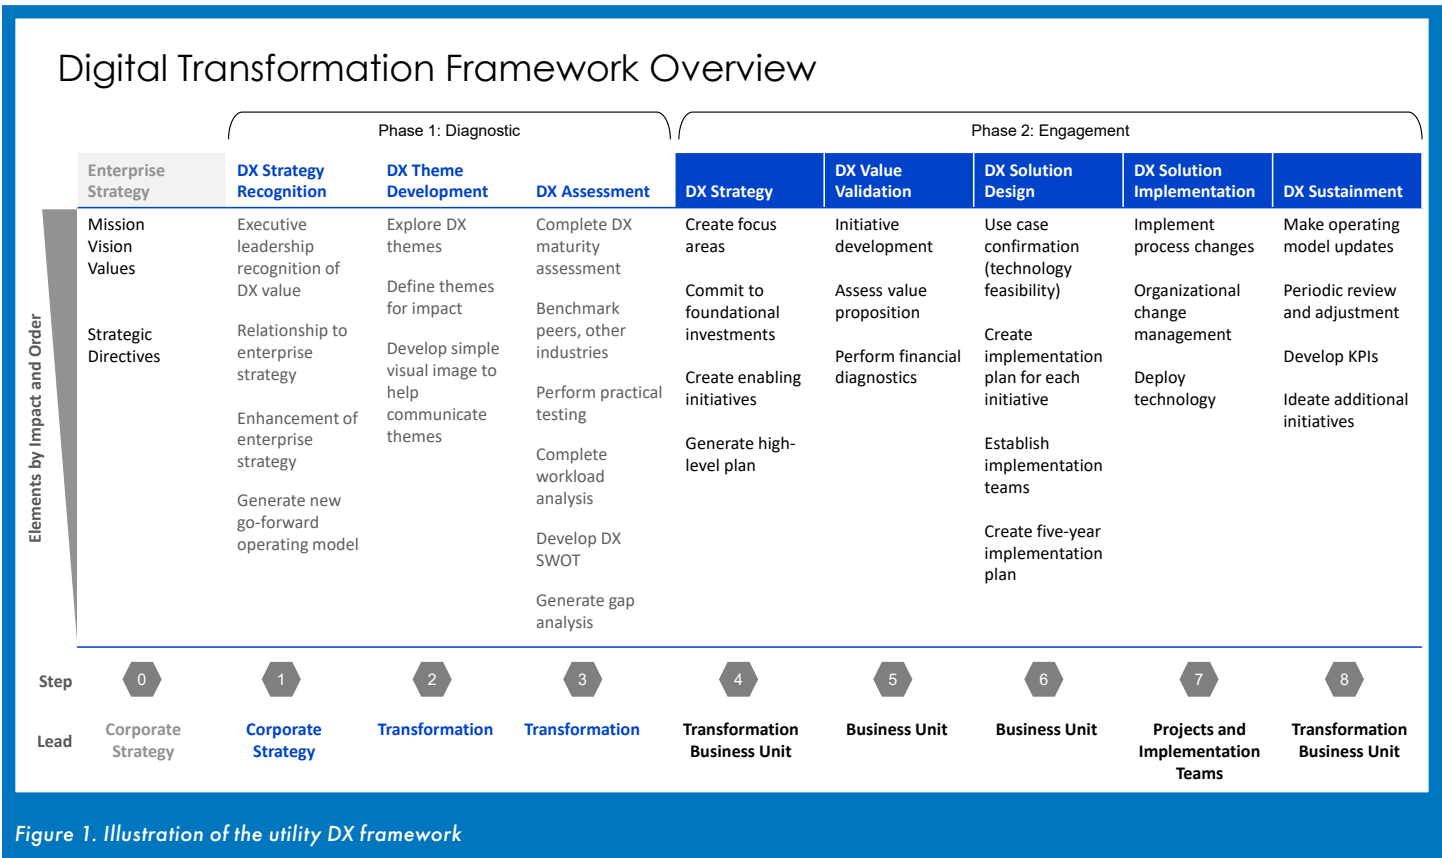 Digital Transformation Framework Overview
Phase 1: Diagnostic
Phase 2: Engagement
Enterprise
Strategy
DX Strategy
Recognition
DX Theme
Development
DX Assessment
DX Strategy
DX Value
Validation
DX Solution
Design
DX Solution
Implementation
DX Sustainment
Elements by Impact and Order
Mission
Vision
Values
Strategic
Directives
Executive
leadership
recognition of
DX value
Relationship to
enterprise
strategy
Enhancement of
enterprise
strategy
Generate new
go-forward
operating model
Explore DX
themes
Define themes
for impact
Develop simple
visual image to
help
communicate
themes
Complete DX
maturity
assessment
Benchmark
peers, other
industries
Perform practical
testing
Complete
workload
analysis
Develop DX
SWOT
Generate gap
analysis
Create focus
areas
Commit to
foundational
investments
Create enabling
initiatives
Generate high-
level plan
Initiative
development
Assess value
proposition
Perform financial
diagnostics
Use case
confirmation
(technology
feasibility)
Create
implementation
plan for each
initiative
Establish
implementation
teams
Create five-year
implementation
plan
Implement
process changes
Organizational
change
management
Deploy
technology
Make operating
model updates
Periodic review
and adjustment
Develop KPIs
Ideate additional
initiatives
Step
0
1
2
3
4
5
6
7
8
Lead
Corporate
Strategy
Corporate
Strategy
Transformation
Transformation
Transformation
Business Unit
Business Unit
Business Unit
Projects and
Implementation
Teams
Transformation
Business Unit
Figure 1. Illustration of the utility DX framework